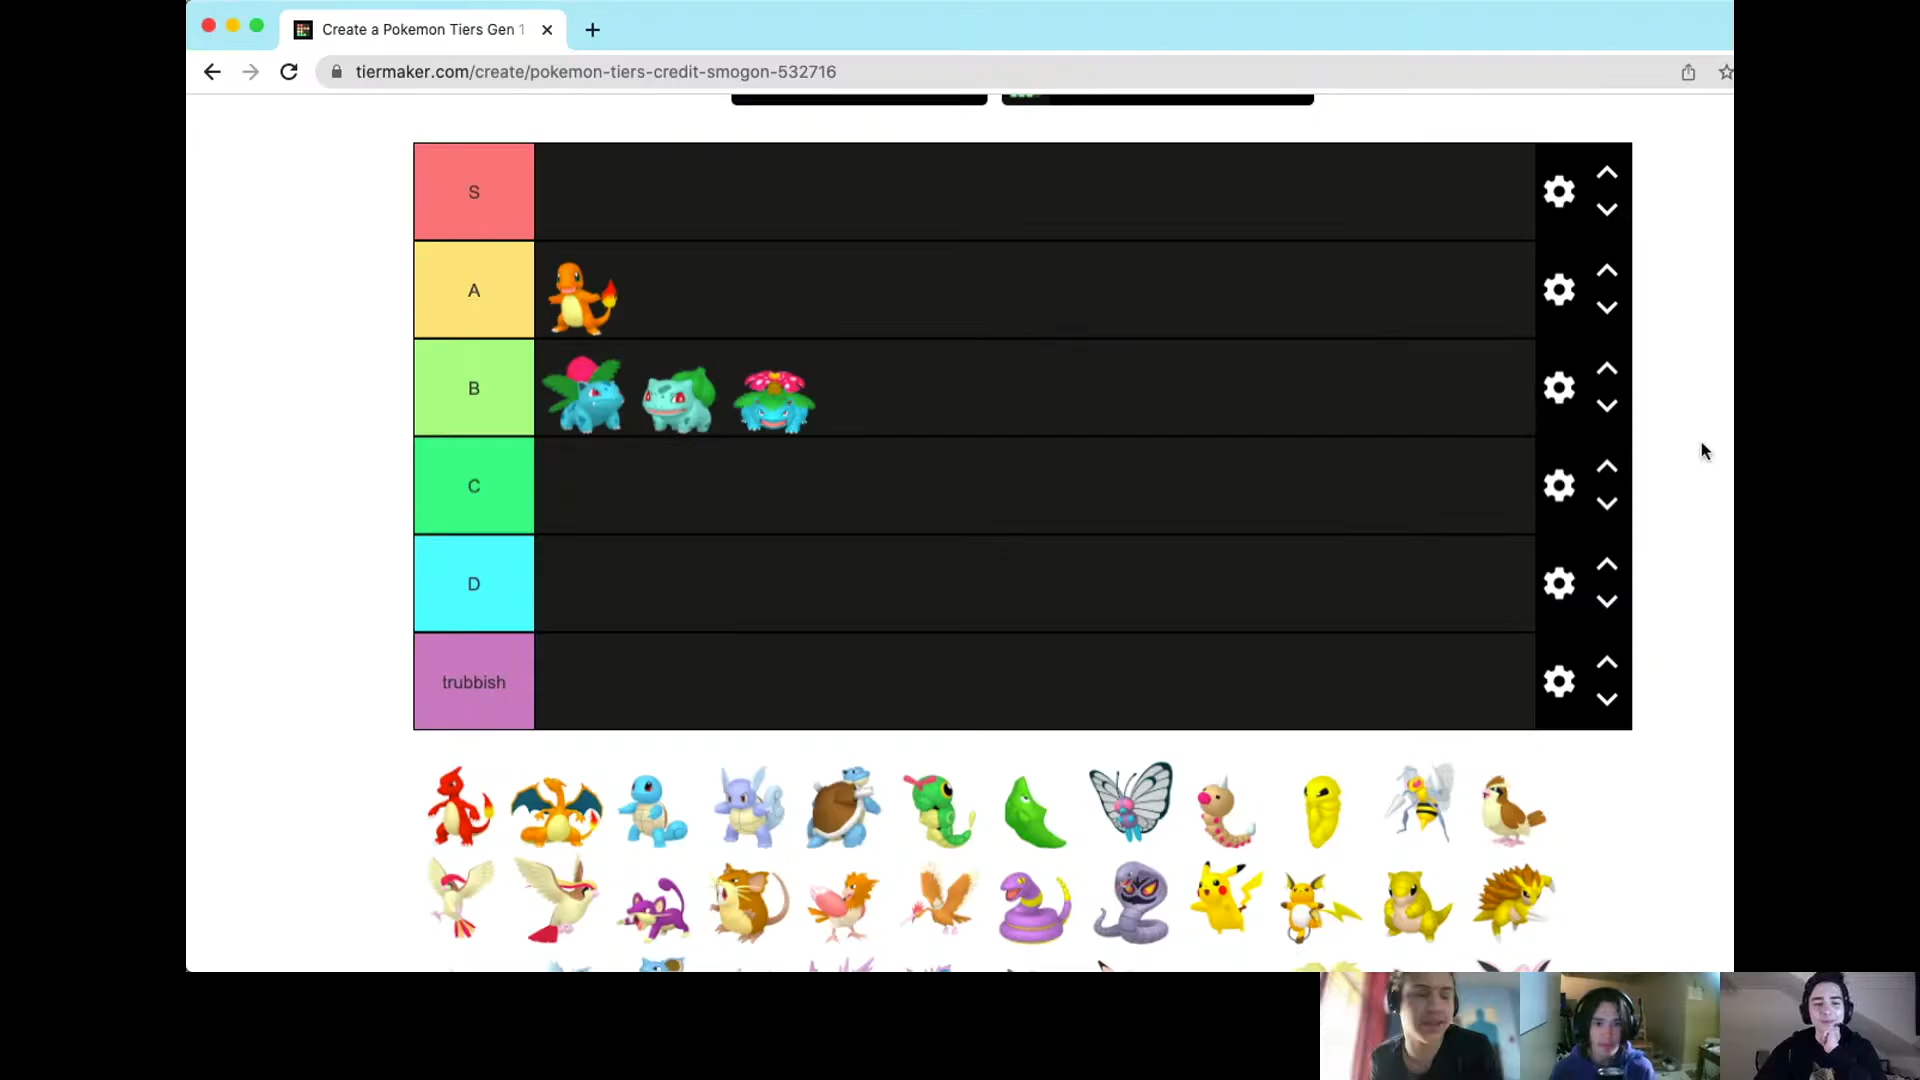 Create a Pokemon Tiers Gen 1
tiermaker.com/create/pokemon-tiers-credit-smogon-532716
S
A
B
C
D
trubbish